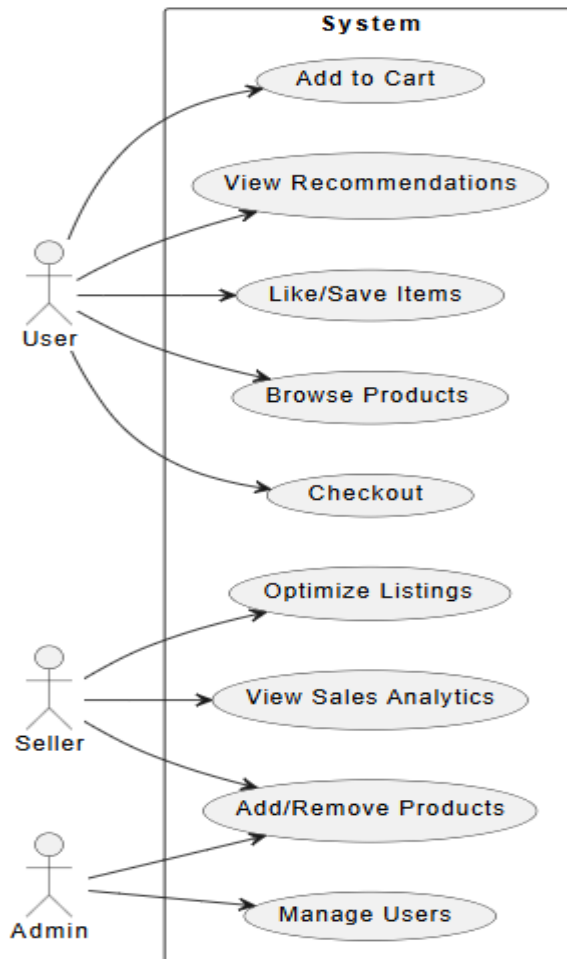 System
Add to Cart
View Recommendations
Like/Save Items
User
Browse Products
Checkout
Optimize Listings
View Sales Analytics
Seller
Add/Remove Products
Manage Users
Admin